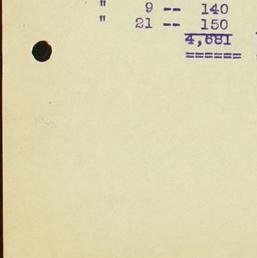 " 9 -- 140
" 21 -- 150
4,681
======